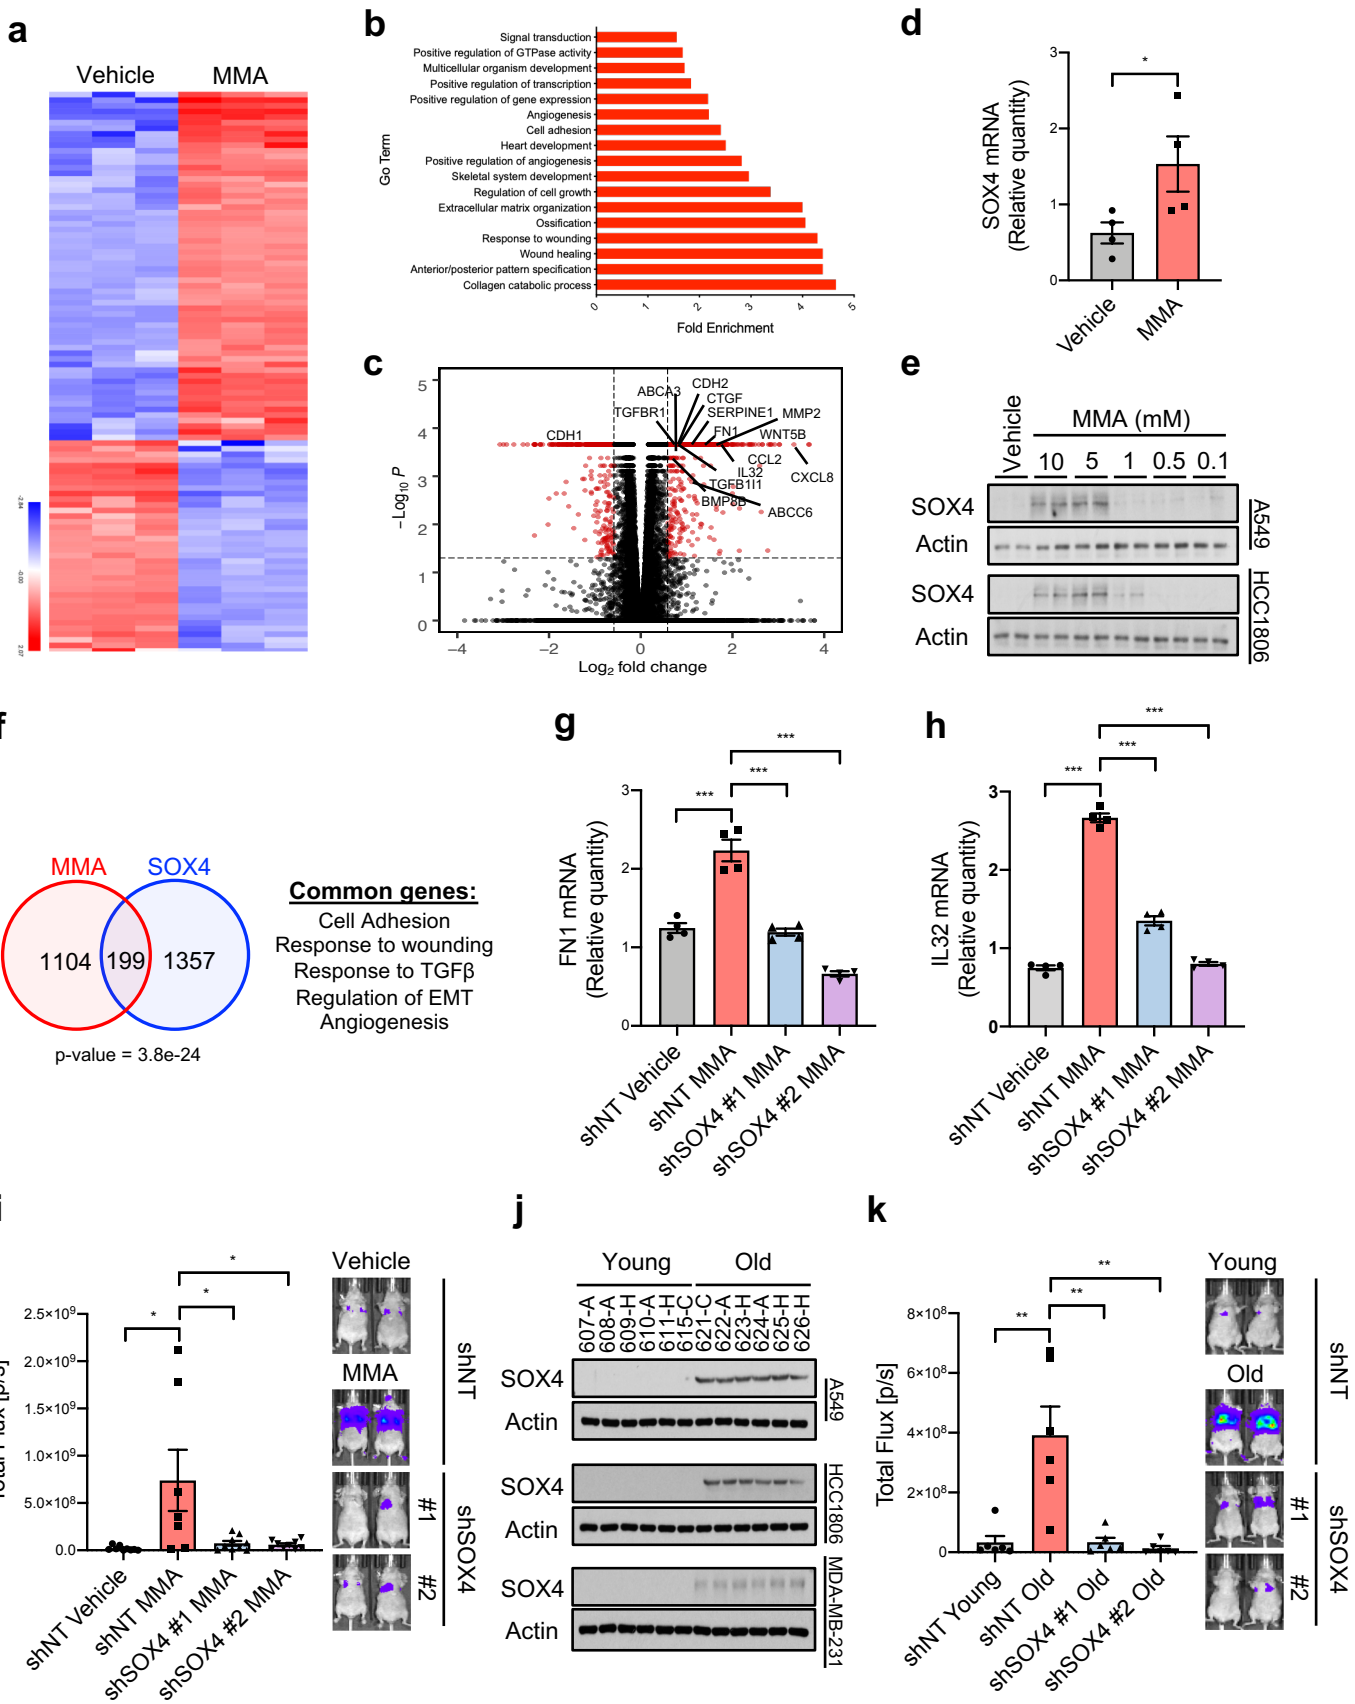 a
Vehicle
MMA
-2.84
-0.00
2.07
b
Go Term
Signal transduction
Positive regulation of GTPase activity
Multicellular organism development
Positive regulation of transcription
Positive regulation of gene expression
Angiogenesis
Cell adhesion
Heart development
Positive regulation of angiogenesis
Skeletal system development
Regulation of cell growth
Extracellular matrix organization
Ossification
Response to wounding
Wound healing
Anterior/posterior pattern specification
Collagen catabolic process
0 1 2 3 4 5
Fold Enrichment
c
−Log10 P
5
4
3
2
1
0
ABCA3
CDH2
CTGF
TGFBR1
SERPINE1
MMP2
CDH1
FN1
WNT5B
CCL2
IL32
CXCL8
TGFB1I1
BMP8B
ABCC6
−4 −2 0 2 4
Log2 fold change
d
SOX4 mRNA
(Relative quantity)
3
2
1
0
*
Vehicle
MMA
e
Vehicle
MMA (mM)
10 5 1 0.5 0.1
SOX4
Actin
A549
SOX4
Actin
HCC1806
f
MMA
SOX4
1104 199 1357
p-value = 3.8e-24
Common genes:
Cell Adhesion
Response to wounding
Response to TGFβ
Regulation of EMT
Angiogenesis
g
FN1 mRNA
(Relative quantity)
3
2
1
0
***
***
***
shNT Vehicle
shNT MMA
shSOX4 #1 MMA
shSOX4 #2 MMA
h
IL32 mRNA
(Relative quantity)
3
2
1
0
***
***
***
shNT Vehicle
shNT MMA
shSOX4 #1 MMA
shSOX4 #2 MMA
i
Total Flux [p/s]
2.5×10⁹
2.0×10⁹
1.5×10⁹
1.0×10⁹
5.0×10⁸
0.0
*
*
*
shNT Vehicle
shNT MMA
shSOX4 #1 MMA
shSOX4 #2 MMA
Vehicle
MMA
shNT
#1
#2
shSOX4
j
Young
Old
607-A
608-A
609-H
610-A
611-H
615-C
621-C
622-A
623-H
624-A
625-H
626-H
SOX4
Actin
A549
SOX4
Actin
HCC1806
SOX4
Actin
MDA-MB-231
k
Total Flux [p/s]
8×10⁸
6×10⁸
4×10⁸
2×10⁸
0
**
**
**
shNT Young
shNT Old
shSOX4 #1 Old
shSOX4 #2 Old
Young
Old
shNT
#1
#2
shSOX4